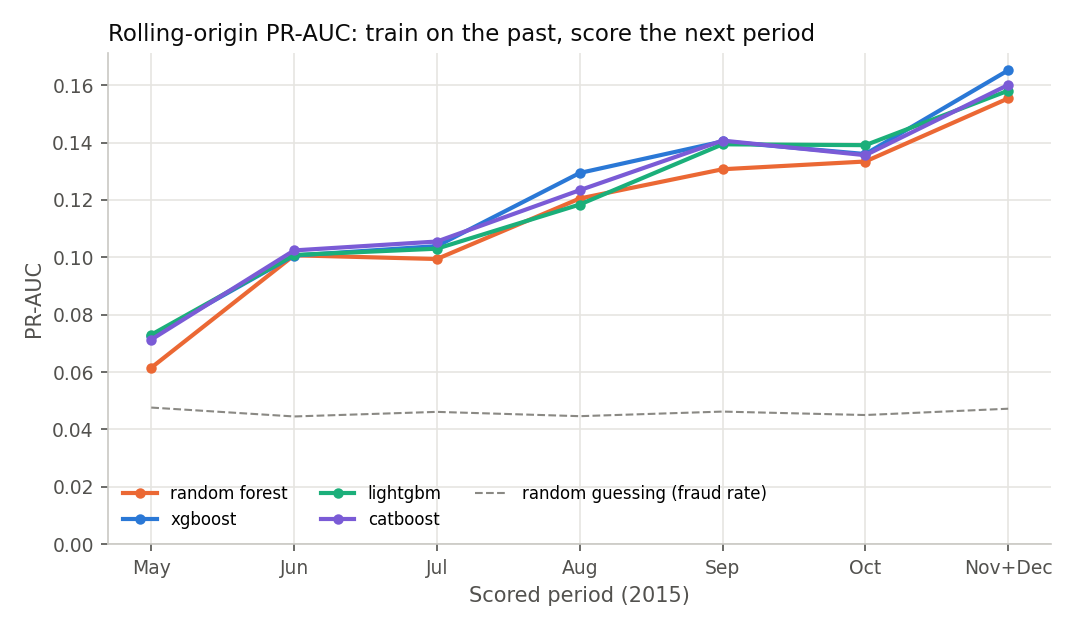 Rolling-origin PR-AUC: train on the past, score the next period
PR-AUC
0.16
0.14
0.12
0.10
0.08
0.06
0.04
0.02
0.00
random forest
xgboost
lightgbm
catboost
random guessing (fraud rate)
May Jun Jul Aug Sep Oct Nov+Dec
Scored period (2015)